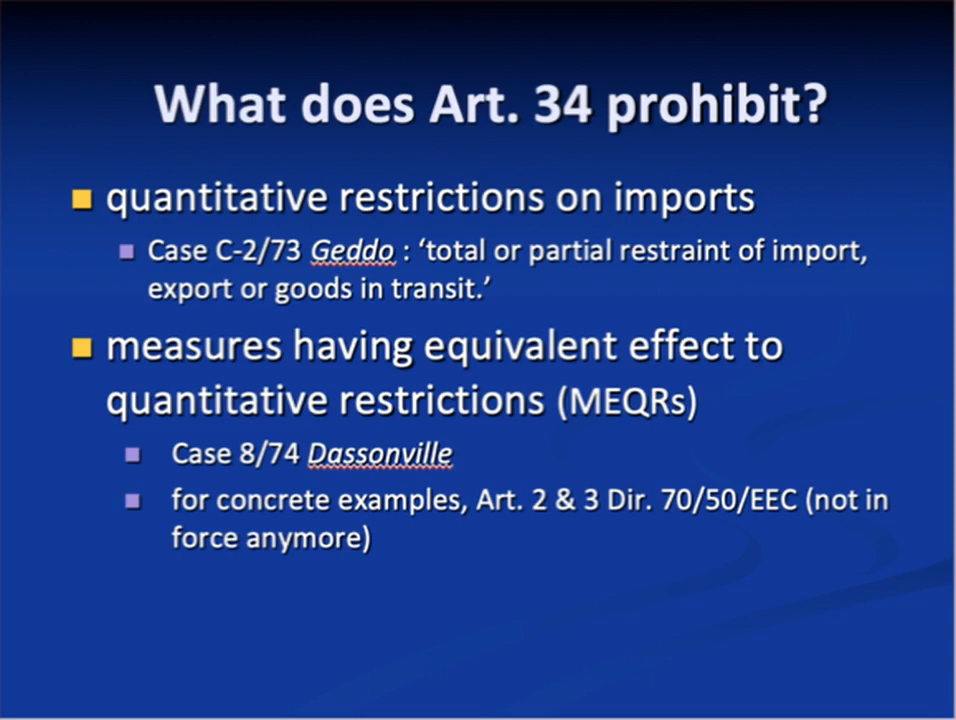 What does Art. 34 prohibit?
quantitative restrictions on imports
Case C-2/73 Geddo : ‘total or partial restraint of import,
export or goods in transit.’
measures having equivalent effect to
quantitative restrictions (MEQRs)
Case 8/74 Dassonville
for concrete examples, Art. 2 & 3 Dir. 70/50/EEC (not in
force anymore)